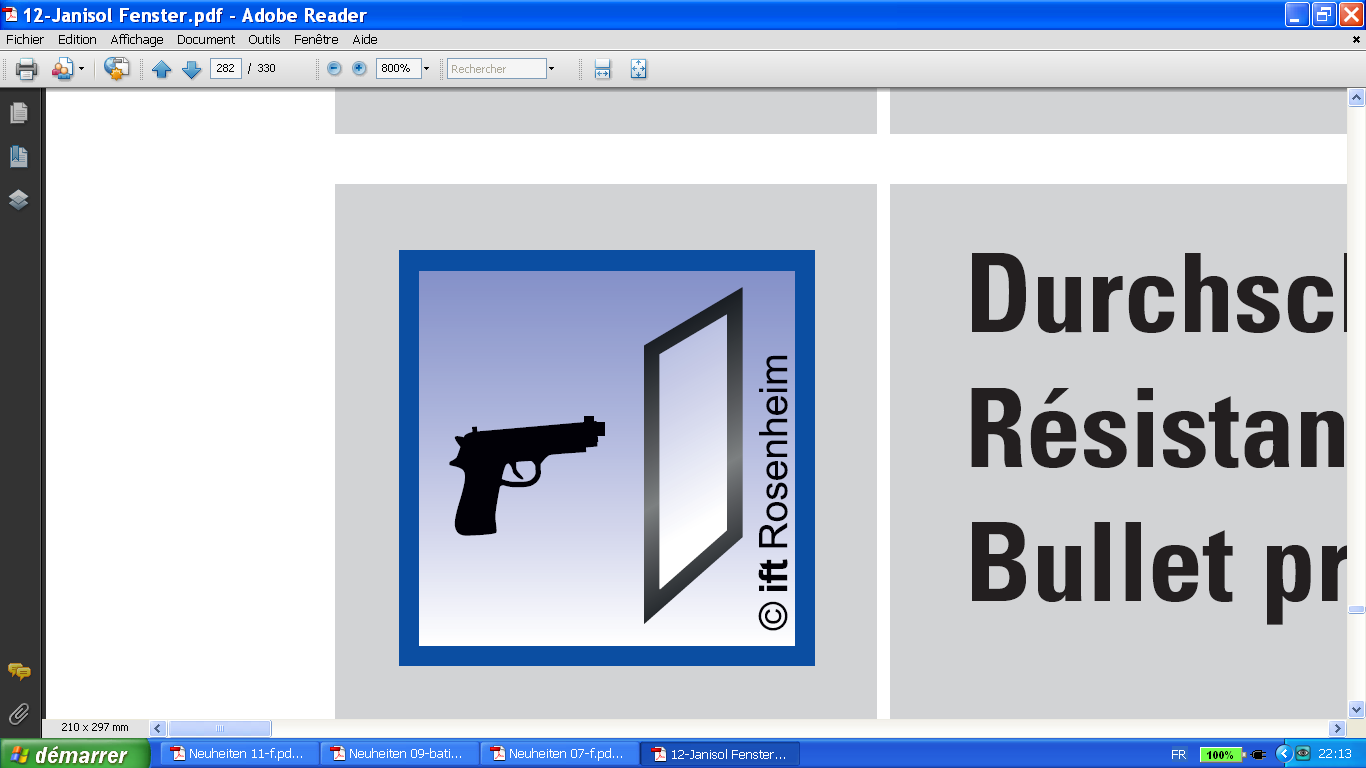 12-Janisol Fenster.pdf - Adobe Reader
Fichier Edition Affichage Document Outils Fenêtre Aide
282 / 330 800% Rechercher
Durchscl
Résistan
Bullet pr
© ift Rosenheim
210 x 297 mm
démarrer Neuheiten 11-f.pd... Neuheiten 09-bati... Neuheiten 07-f.pd... 12-Janisol Fenster... FR 100% 22:13